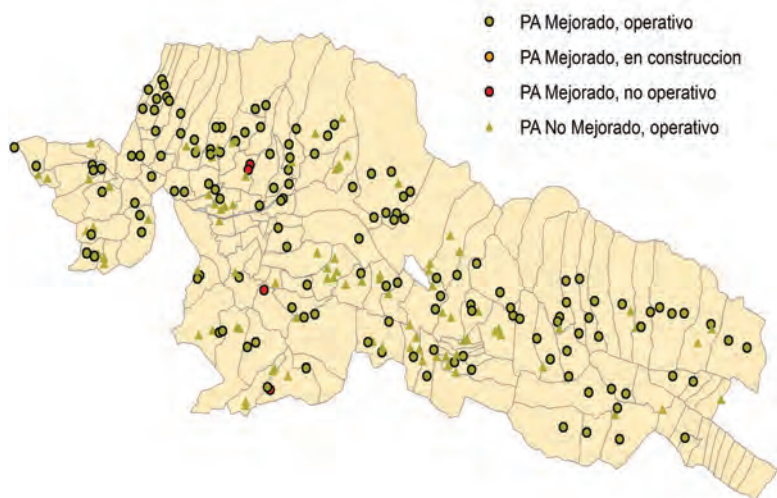 PA Mejorado, operativo
PA Mejorado, en construccion
PA Mejorado, no operativo
PA No Mejorado, operativo